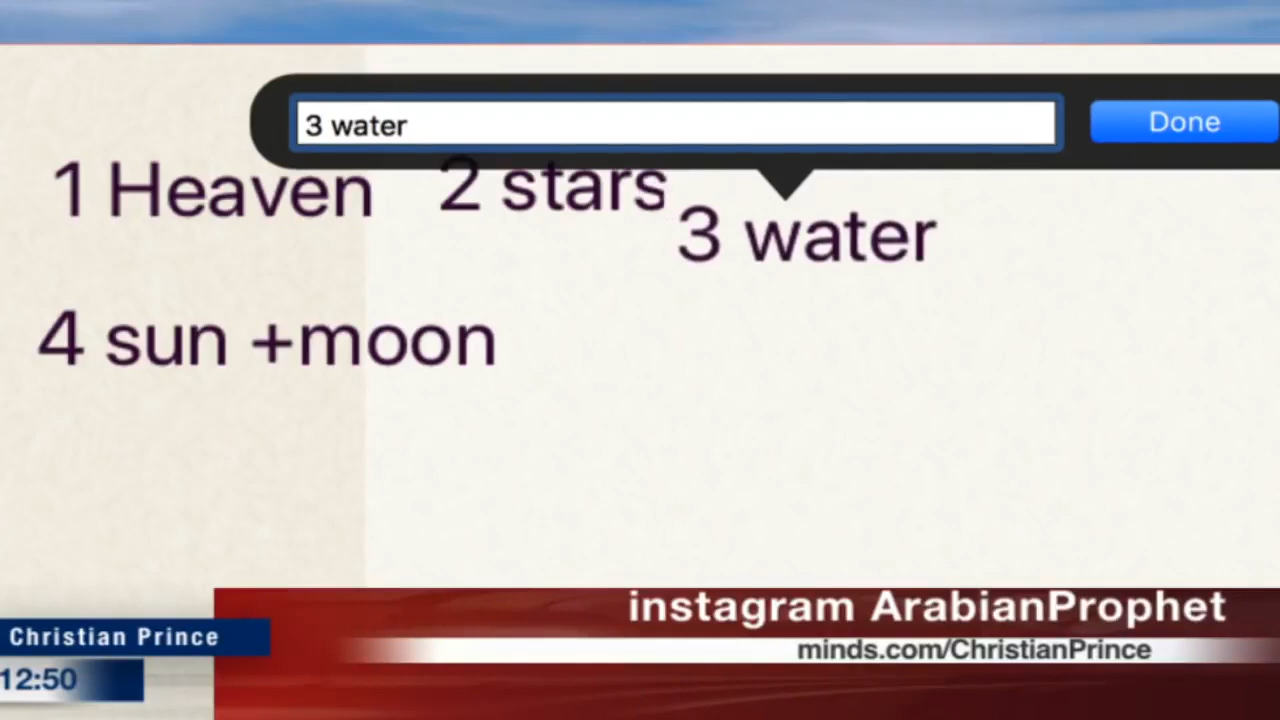 3 water
Done
1 Heaven
2 stars
3 water
4 sun +moon
instagram ArabianProphet
Christian Prince
minds.com/ChristianPrince
12:50